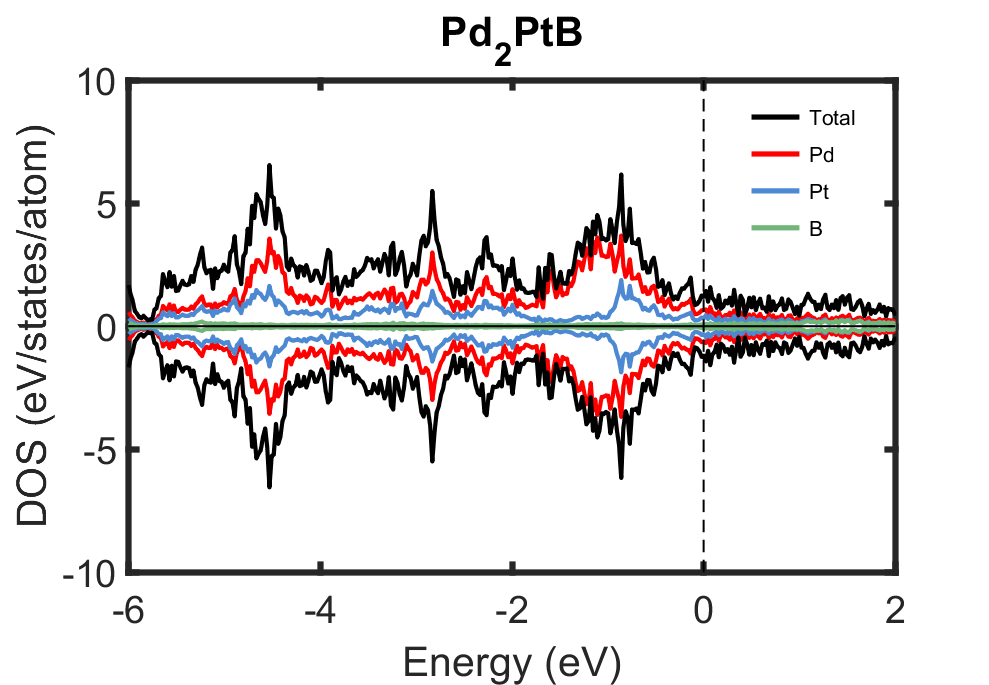 Pd₂PtB
DOS (eV/states/atom)
10
5
0
-5
-10
Total
Pd
Pt
B
-6 -4 -2 0 2
Energy (eV)